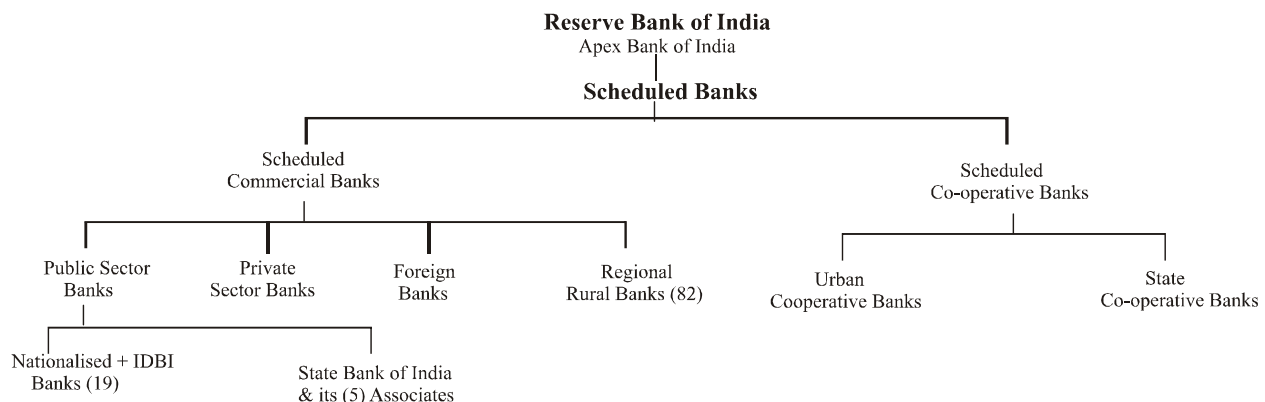 Reserve Bank of India
Apex Bank of India
Scheduled Banks
Scheduled
Commercial Banks
Scheduled
Co-operative Banks
Public Sector
Banks
Private
Sector Banks
Foreign
Banks
Regional
Rural Banks (82)
Urban
Cooperative Banks
State
Co-operative Banks
Nationalised + IDBI
Banks (19)
State Bank of India
& its (5) Associates